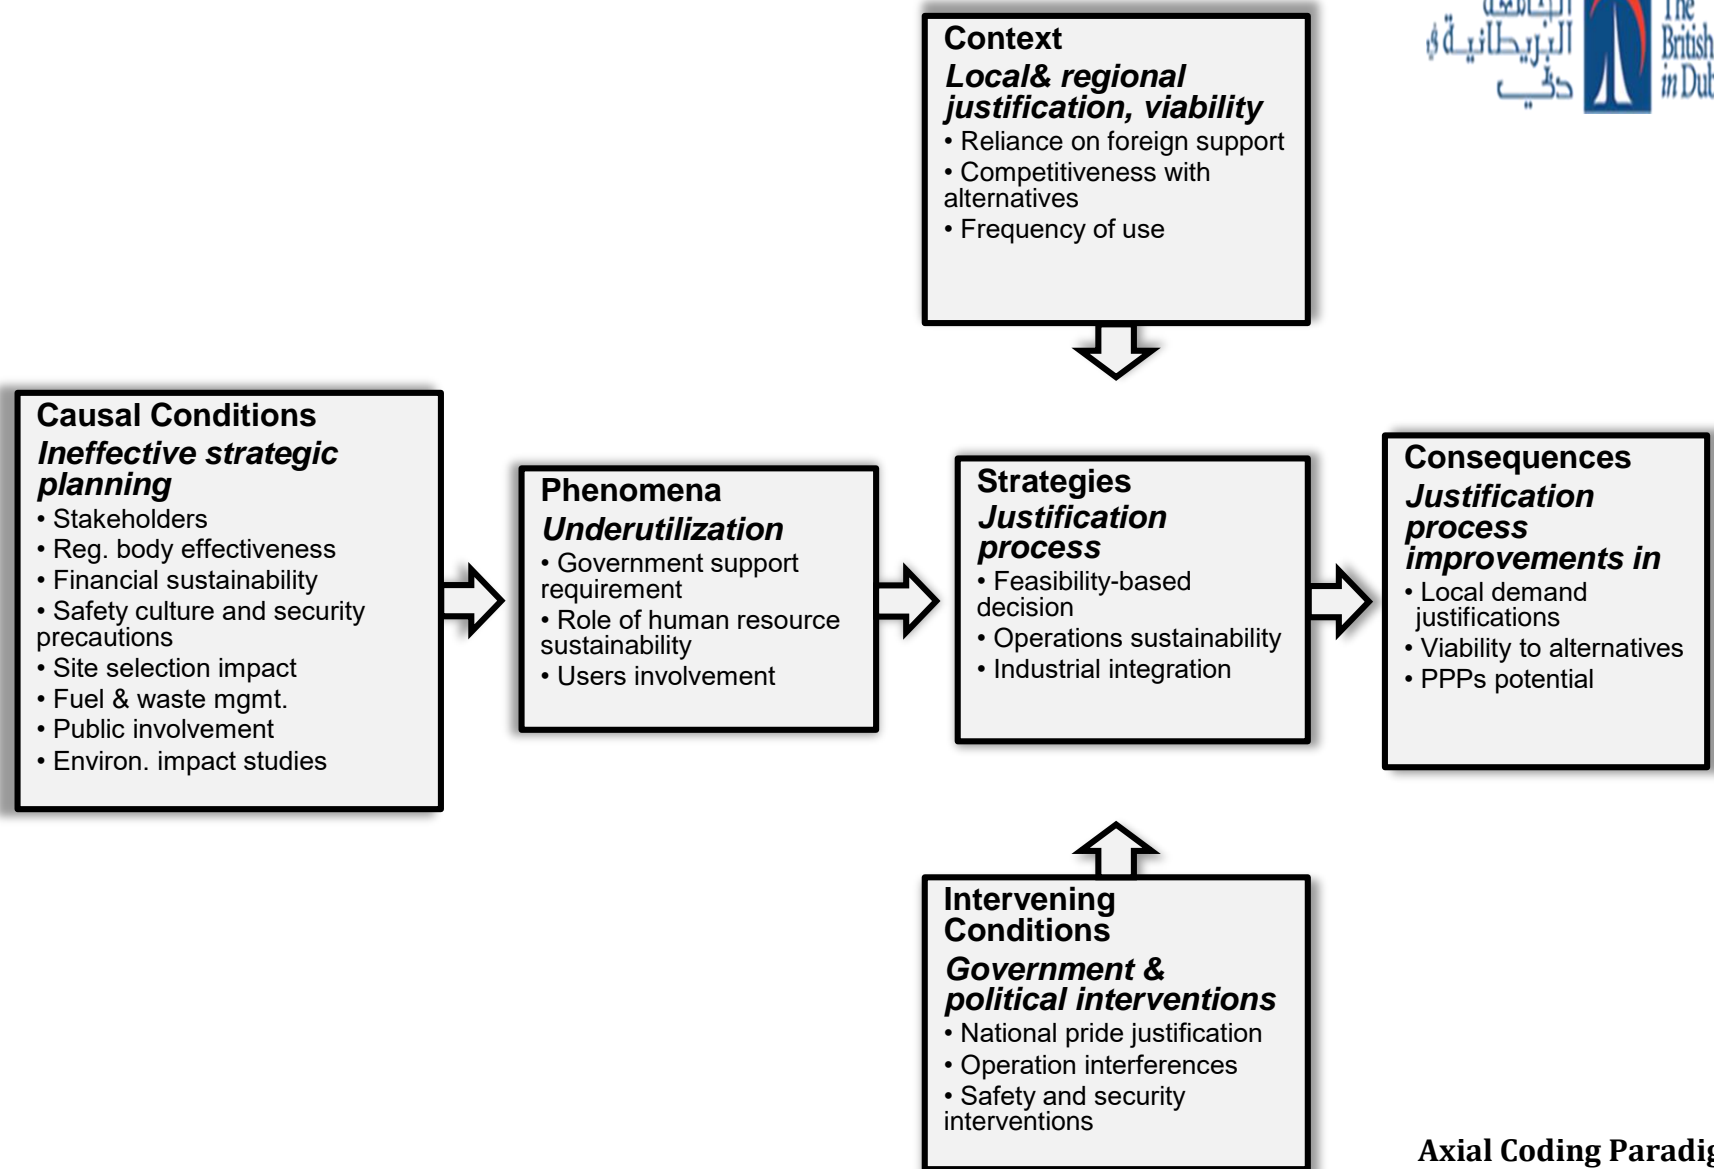 Context
Local& regional
justification, viability
• Reliance on foreign support
• Competitiveness with
alternatives
• Frequency of use
البريطانية في
دبي
The
British
in Dub
Causal Conditions
Ineffective strategic
planning
• Stakeholders
• Reg. body effectiveness
• Financial sustainability
• Safety culture and security
precautions
• Site selection impact
• Fuel & waste mgmt.
• Public involvement
• Environ. impact studies
Phenomena
Underutilization
• Government support
requirement
• Role of human resource
sustainability
• Users involvement
Strategies
Justification
process
• Feasibility-based
decision
• Operations sustainability
• Industrial integration
Consequences
Justification
process
improvements in
• Local demand
justifications
• Viability to alternatives
• PPPs potential
Intervening
Conditions
Government &
political interventions
• National pride justification
• Operation interferences
• Safety and security
interventions
Axial Coding Paradig